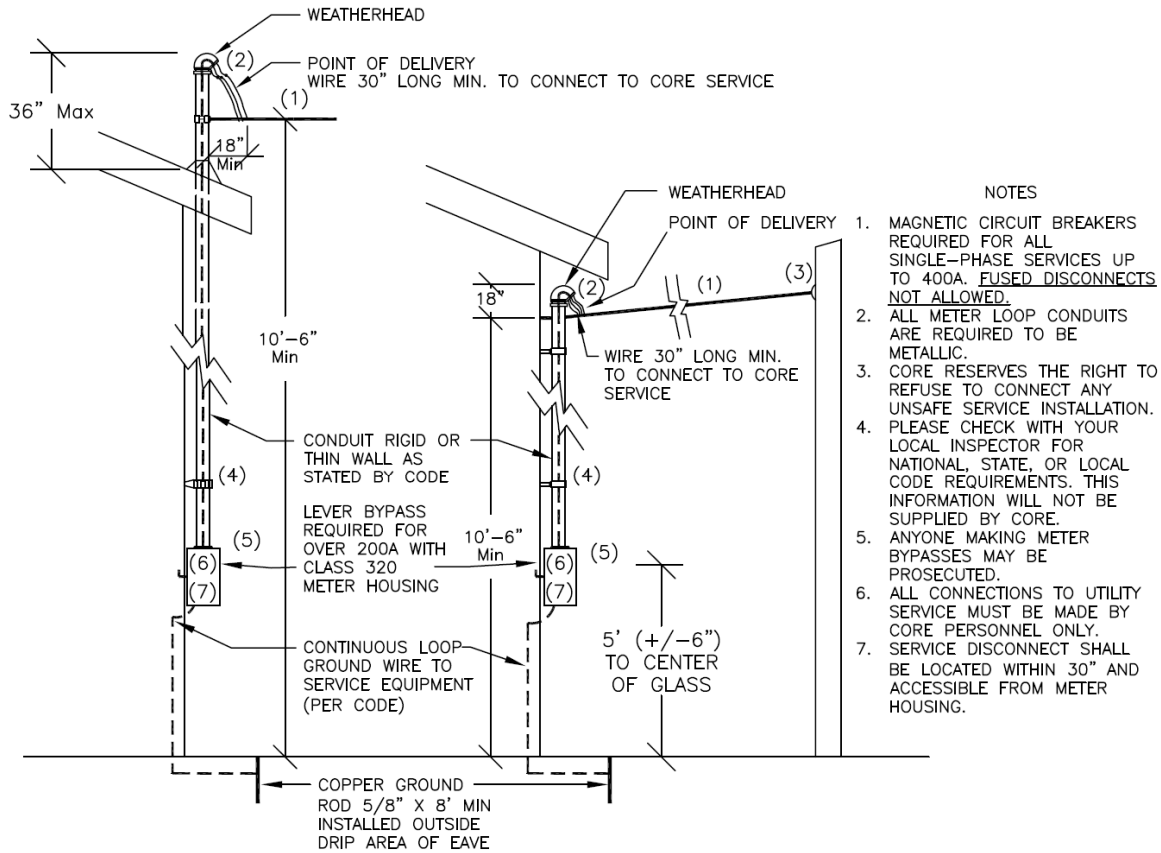 WEATHERHEAD
(2)
POINT OF DELIVERY
WIRE 30" LONG MIN. TO CONNECT TO CORE SERVICE
36" Max
(1)
18"
Min
10'-6"
Min
CONDUIT RIGID OR
THIN WALL AS
STATED BY CODE
(4)
LEVER BYPASS
REQUIRED FOR
OVER 200A WITH
CLASS 320
METER HOUSING
(5)
(6)
(7)
CONTINUOUS LOOP
GROUND WIRE TO
SERVICE EQUIPMENT
(PER CODE)
COPPER GROUND
ROD 5/8" X 8' MIN
INSTALLED OUTSIDE
DRIP AREA OF EAVE
WEATHERHEAD
POINT OF DELIVERY
18"
(2)
(1)
(3)
WIRE 30" LONG MIN.
TO CONNECT TO CORE
SERVICE
(4)
10'-6"
Min
(5)
(6)
(7)
5' (+/-6")
TO CENTER
OF GLASS
NOTES
1. MAGNETIC CIRCUIT BREAKERS
REQUIRED FOR ALL
SINGLE-PHASE SERVICES UP
TO 400A. FUSED DISCONNECTS
NOT ALLOWED.
2. ALL METER LOOP CONDUITS
ARE REQUIRED TO BE
METALLIC.
3. CORE RESERVES THE RIGHT TO
REFUSE TO CONNECT ANY
UNSAFE SERVICE INSTALLATION.
4. PLEASE CHECK WITH YOUR
LOCAL INSPECTOR FOR
NATIONAL, STATE, OR LOCAL
CODE REQUIREMENTS. THIS
INFORMATION WILL NOT BE
SUPPLIED BY CORE.
5. ANYONE MAKING METER
BYPASSES MAY BE
PROSECUTED.
6. ALL CONNECTIONS TO UTILITY
SERVICE MUST BE MADE BY
CORE PERSONNEL ONLY.
7. SERVICE DISCONNECT SHALL
BE LOCATED WITHIN 30" AND
ACCESSIBLE FROM METER
HOUSING.